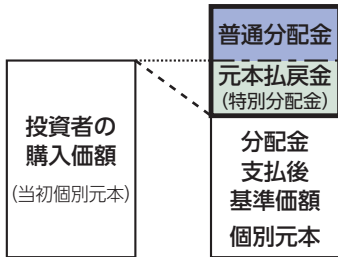 普通分配金
元本払戻金
(特別分配金)
投資者の
購入価額
(当初個別元本)
分配金
支払後
基準価額
個別元本